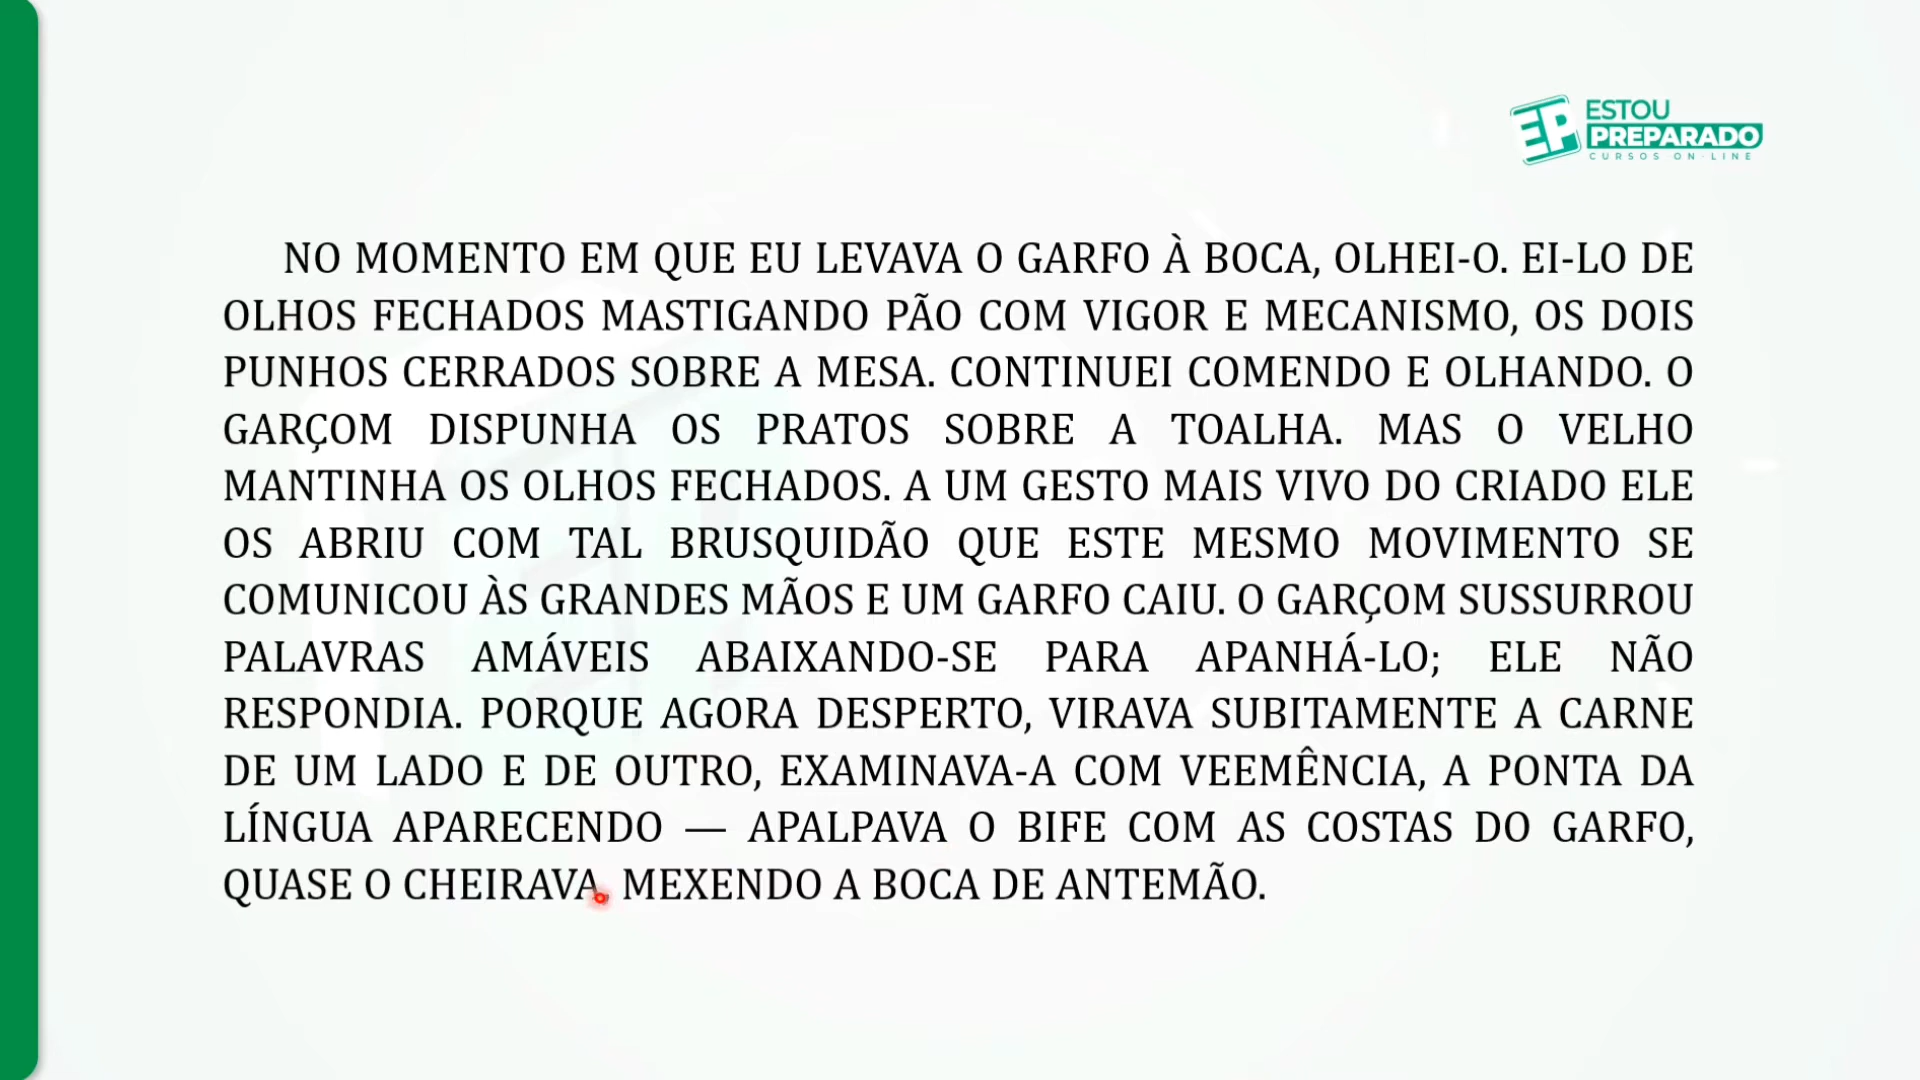 EP ESTOU
PREPARADO
CURSOS ON-LINE
NO MOMENTO EM QUE EU LEVAVA O GARFO À BOCA, OLHEI-O. EI-LO DE
OLHOS FECHADOS MASTIGANDO PÃO COM VIGOR E MECANISMO, OS DOIS
PUNHOS CERRADOS SOBRE A MESA. CONTINUEI COMENDO E OLHANDO. O
GARÇOM DISPUNHA OS PRATOS SOBRE A TOALHA. MAS O VELHO
MANTINHA OS OLHOS FECHADOS. A UM GESTO MAIS VIVO DO CRIADO ELE
OS ABRIU COM TAL BRUSQUIDÃO QUE ESTE MESMO MOVIMENTO SE
COMUNICOU ÀS GRANDES MÃOS E UM GARFO CAIU. O GARÇOM SUSSURROU
PALAVRAS AMÁVEIS ABAIXANDO-SE PARA APANHÁ-LO; ELE NÃO
RESPONDIA. PORQUE AGORA DESPERTO, VIRAVA SUBITAMENTE A CARNE
DE UM LADO E DE OUTRO, EXAMINAVA-A COM VEEMÊNCIA, A PONTA DA
LÍNGUA APARECENDO — APALPAVA O BIFE COM AS COSTAS DO GARFO,
QUASE O CHEIRAVA, MEXENDO A BOCA DE ANTEMÃO.